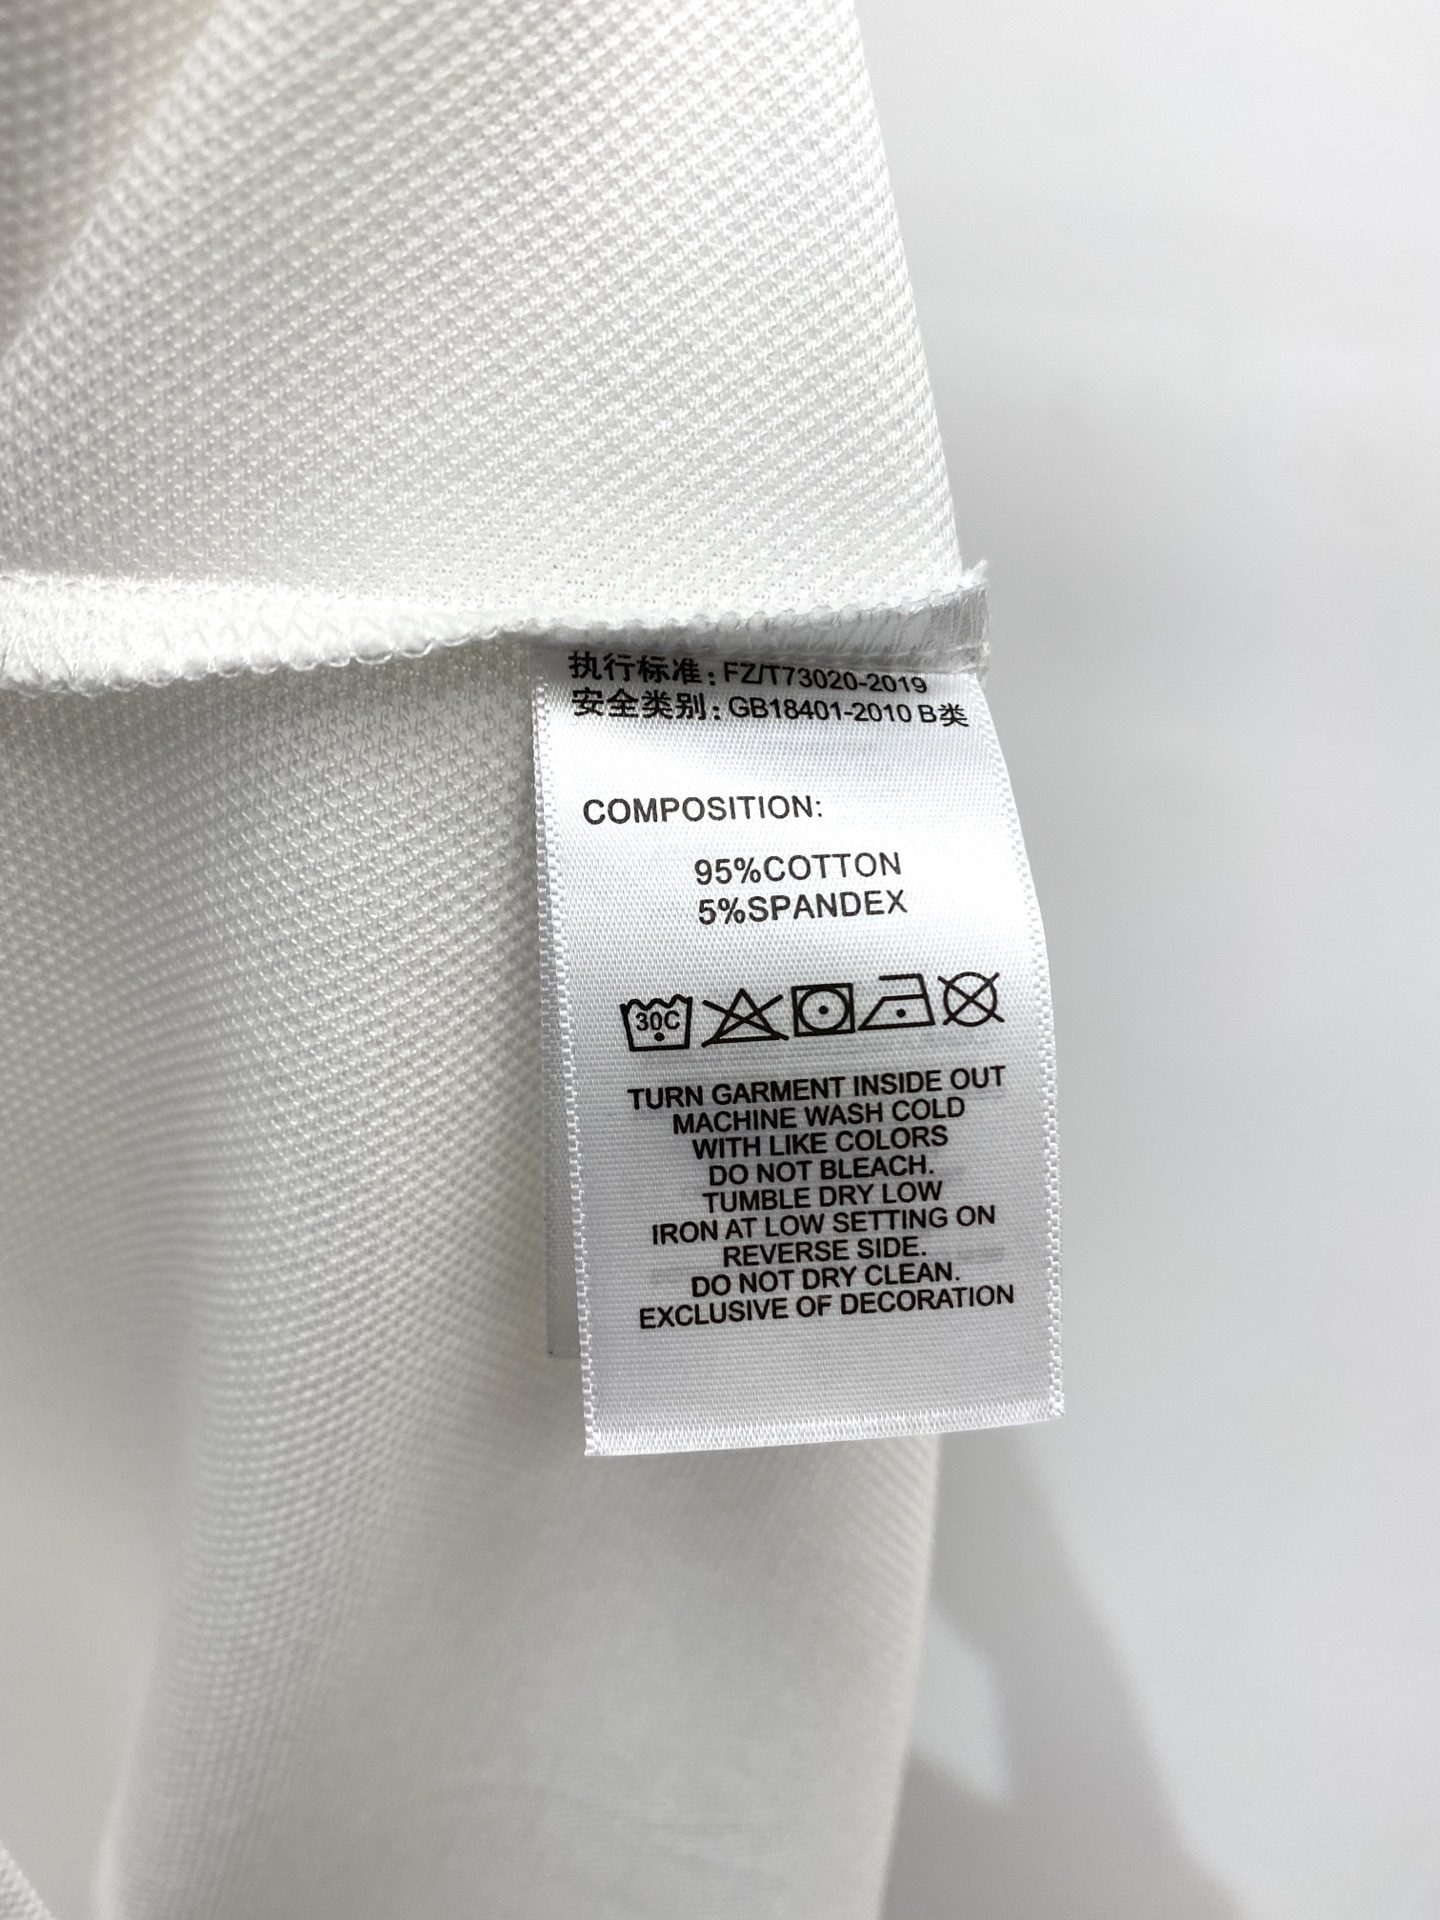 执行标准：FZ/T73020-2019
安全类别：GB18401-2010 B类
COMPOSITION:
95%COTTON
5%SPANDEX
30C
TURN GARMENT INSIDE OUT
MACHINE WASH COLD
WITH LIKE COLORS
DO NOT BLEACH.
TUMBLE DRY LOW
IRON AT LOW SETTING ON
REVERSE SIDE.
DO NOT DRY CLEAN.
EXCLUSIVE OF DECORATION